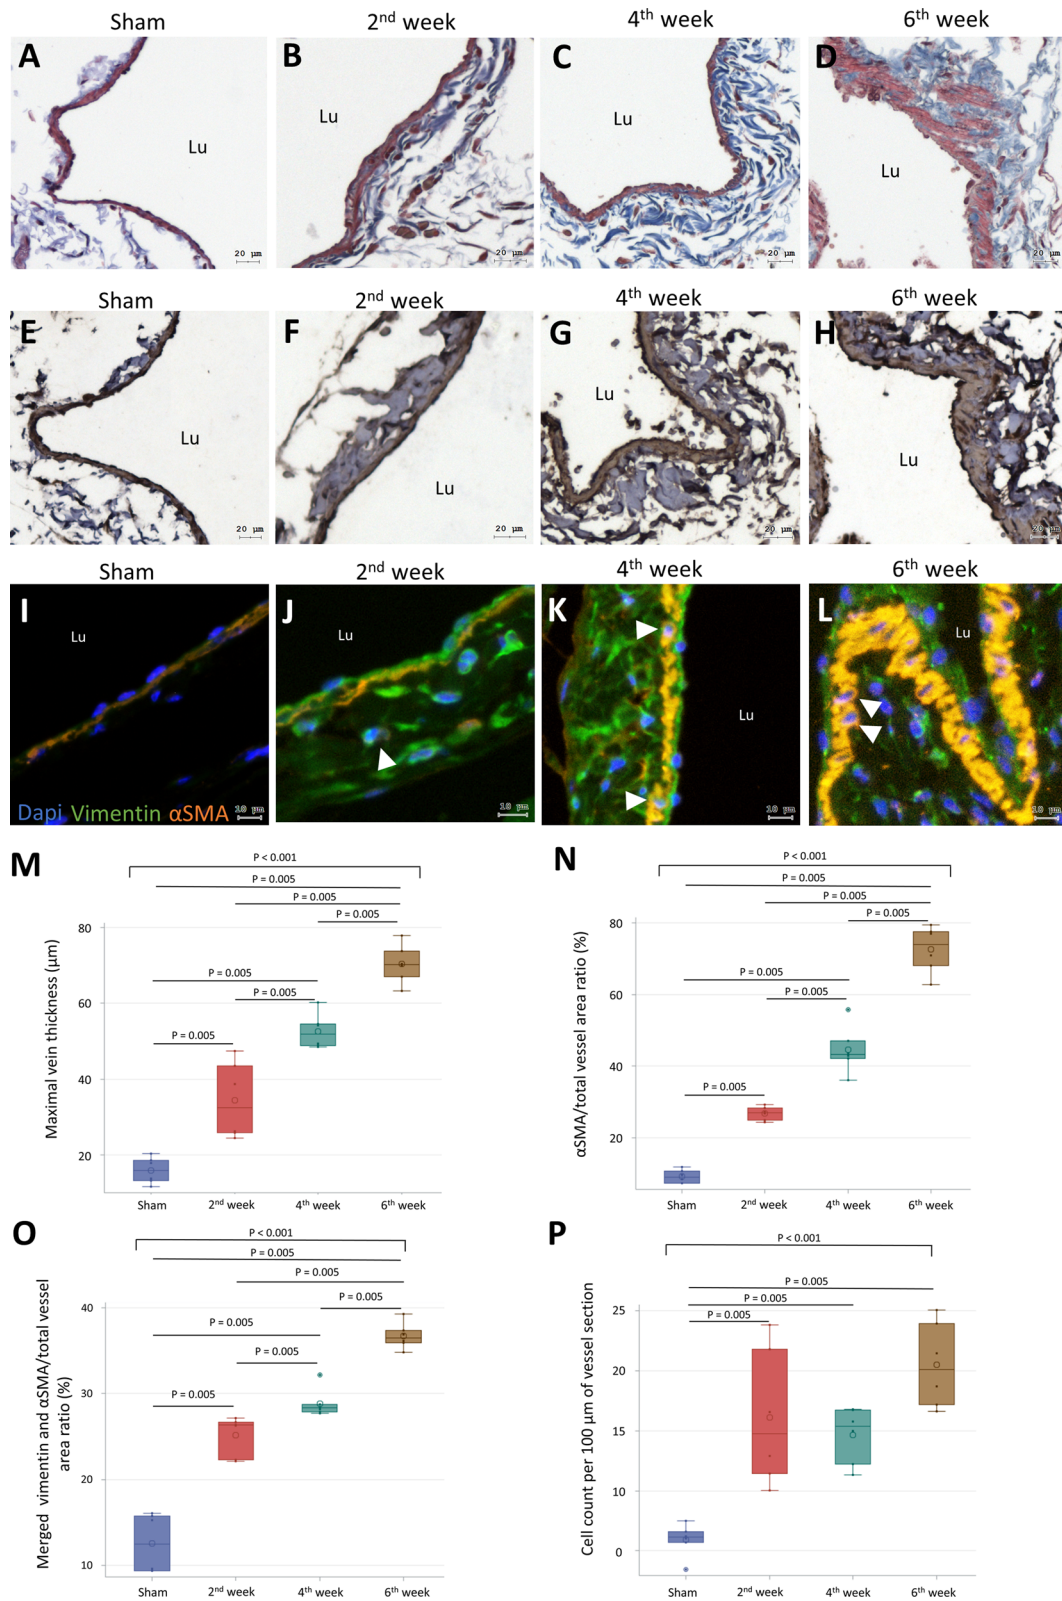 Sham
2nd week
4th week
6th week
A
B
C
D
Lu
Lu
Lu
Lu
20 µm
20 µm
20 µm
20 µm
Sham
2nd week
4th week
6th week
E
F
G
H
Lu
Lu
Lu
Lu
20 µm
20 µm
20 µm
20 µm
Sham
2nd week
4th week
6th week
I
J
K
L
Lu
Lu
Lu
Lu
Dapi Vimentin αSMA
10 µm
10 µm
10 µm
10 µm
M
P < 0.001
P = 0.005
P = 0.005
P = 0.005
P = 0.005
P = 0.005
P = 0.005
Maximal vein thickness (µm)
80
60
40
20
Sham
2nd week
4th week
6th week
N
P < 0.001
P = 0.005
P = 0.005
P = 0.005
P = 0.005
P = 0.005
P = 0.005
αSMA/total vessel area ratio (%)
80
60
40
20
Sham
2nd week
4th week
6th week
O
P < 0.001
P = 0.005
P = 0.005
P = 0.005
P = 0.005
P = 0.005
P = 0.005
Merged vimentin and αSMA/total vessel
area ratio (%)
40
30
20
10
Sham
2nd week
4th week
6th week
P
P < 0.001
P = 0.005
P = 0.005
P = 0.005
Cell count per 100 µm of vessel section
25
20
15
10
0
Sham
2nd week
4th week
6th week